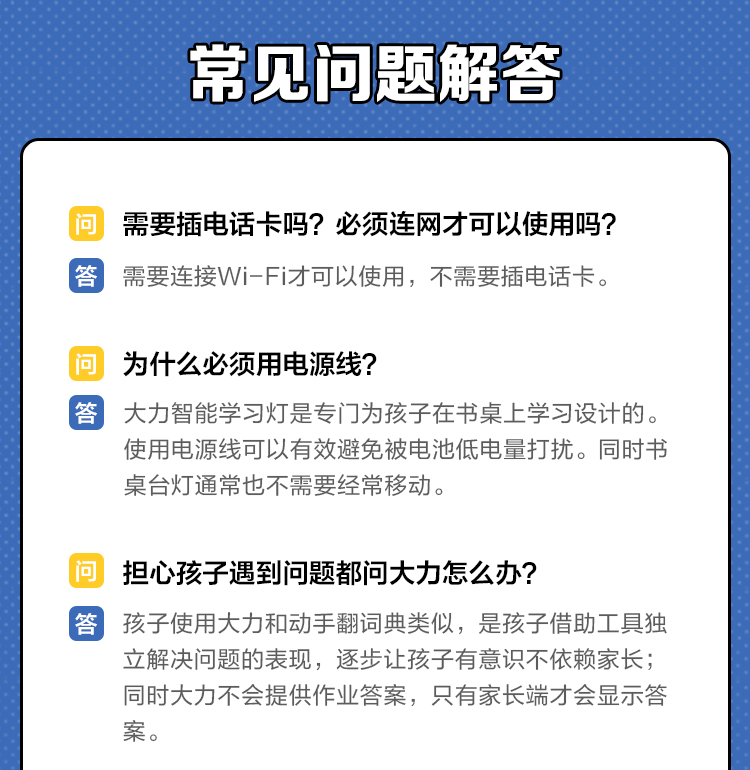 常见问题解答
问 需要插电话卡吗？必须连网才可以使用吗？
答 需要连接Wi-Fi才可以使用，不需要插电话卡。
问 为什么必须用电源线？
答 大力智能学习灯是专门为孩子在书桌上学习设计的。
使用电源线可以有效避免被电池低电量打扰。同时书
桌台灯通常也不需要经常移动。
问 担心孩子遇到问题都问大力怎么办？
答 孩子使用大力和动手翻词典类似，是孩子借助工具独
立解决问题的表现，逐步让孩子有意识不依赖家长；
同时大力不会提供作业答案，只有家长端才会显示答
案。